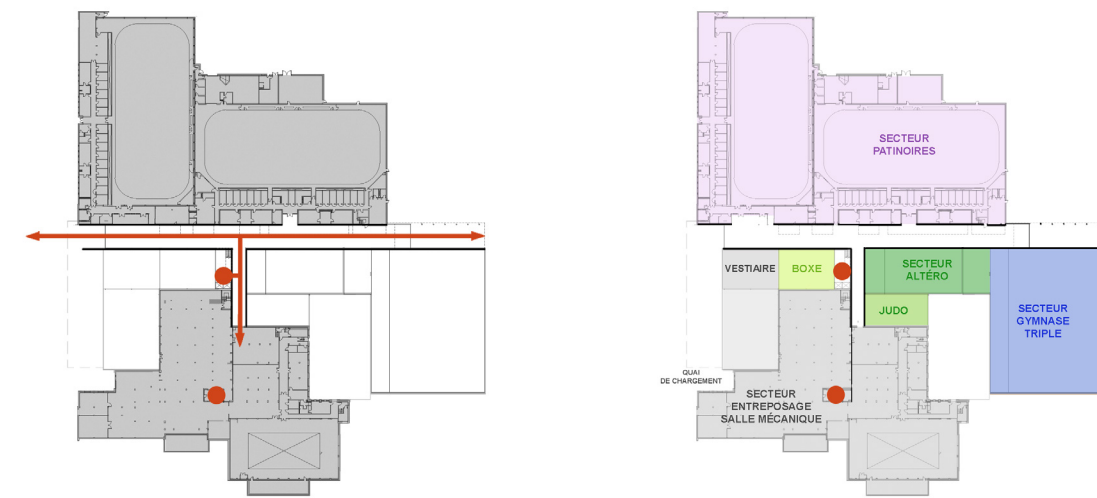 SECTEUR
PATINOIRES
VESTIAIRE
BOXE
SECTEUR
ALTÉRO
JUDO
SECTEUR
GYMNASE
TRIPLE
QUAI
DE CHARGEMENT
SECTEUR
ENTREPOSAGE
SALLE MÉCANIQUE